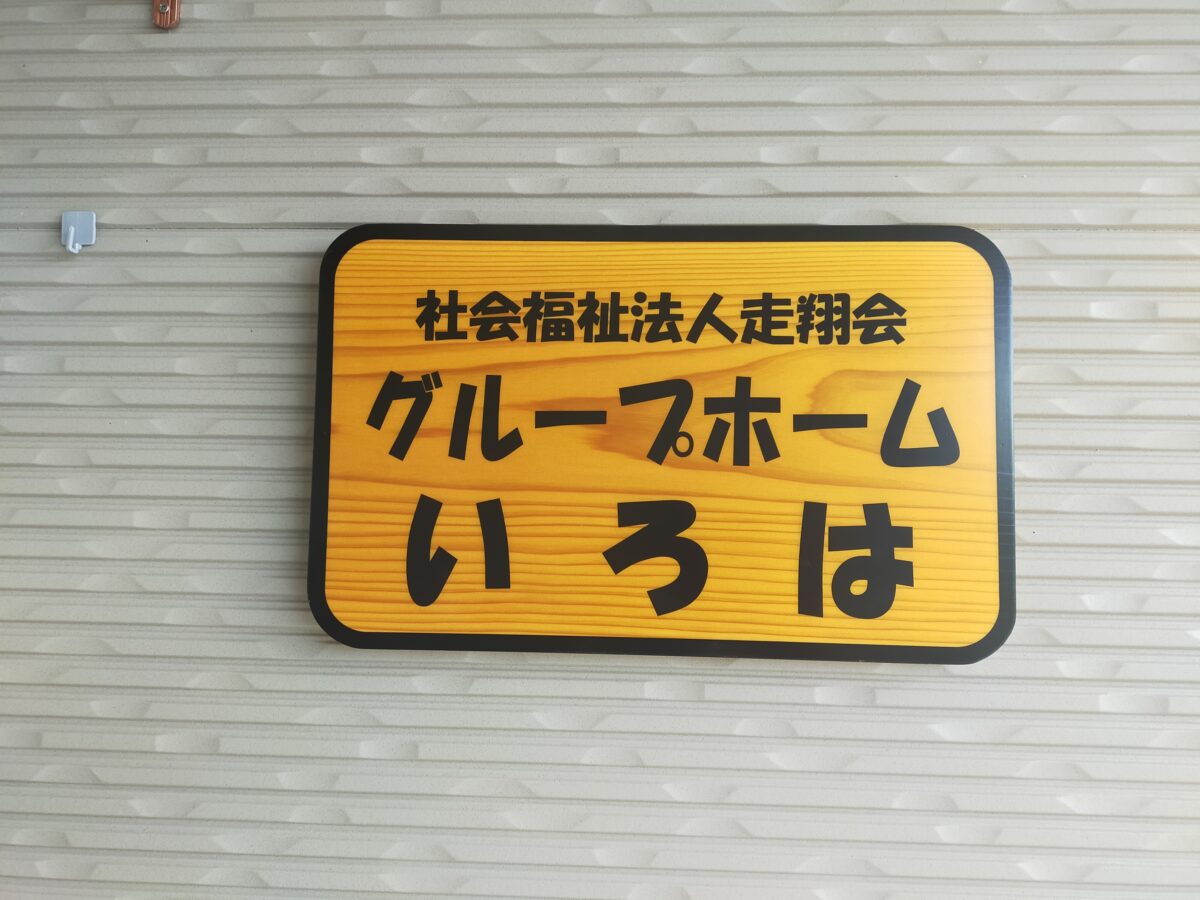 社会福祉法人走翔会
グループホーム
いろは